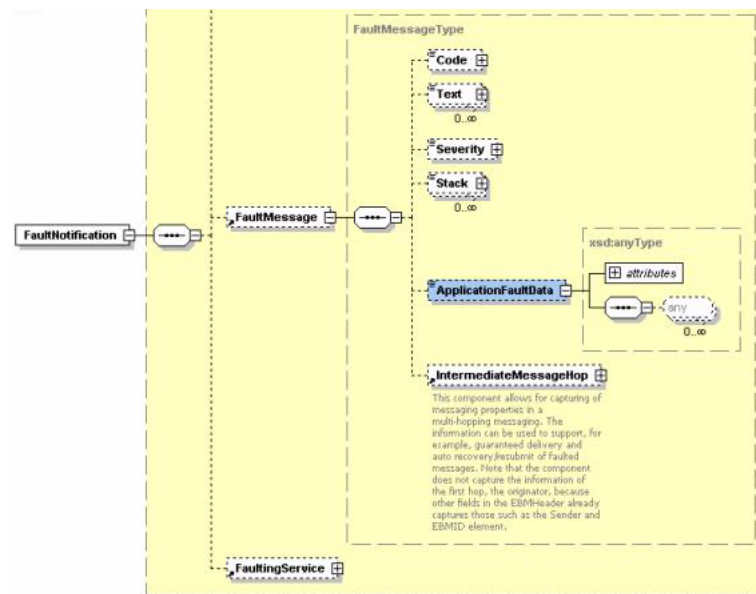 FaultMessageType
Code
Text
0..∞
Severity
Stack
0..∞
FaultMessage
FaultNotification
xsd:anyType
attributes
ApplicationFaultData
any
0..∞
IntermediateMessageHop
This component allows for capturing of
messaging properties in a
multi-hopping messaging. The
information can be used to support, for
example, guaranteed delivery and
auto recovery/resubmit of faulted
messages. Note that the component
does not capture the information of
the first hop, the originator, because
other fields in the EBMHeader already
captures those such as the Sender and
EBMID element.
FaultingService